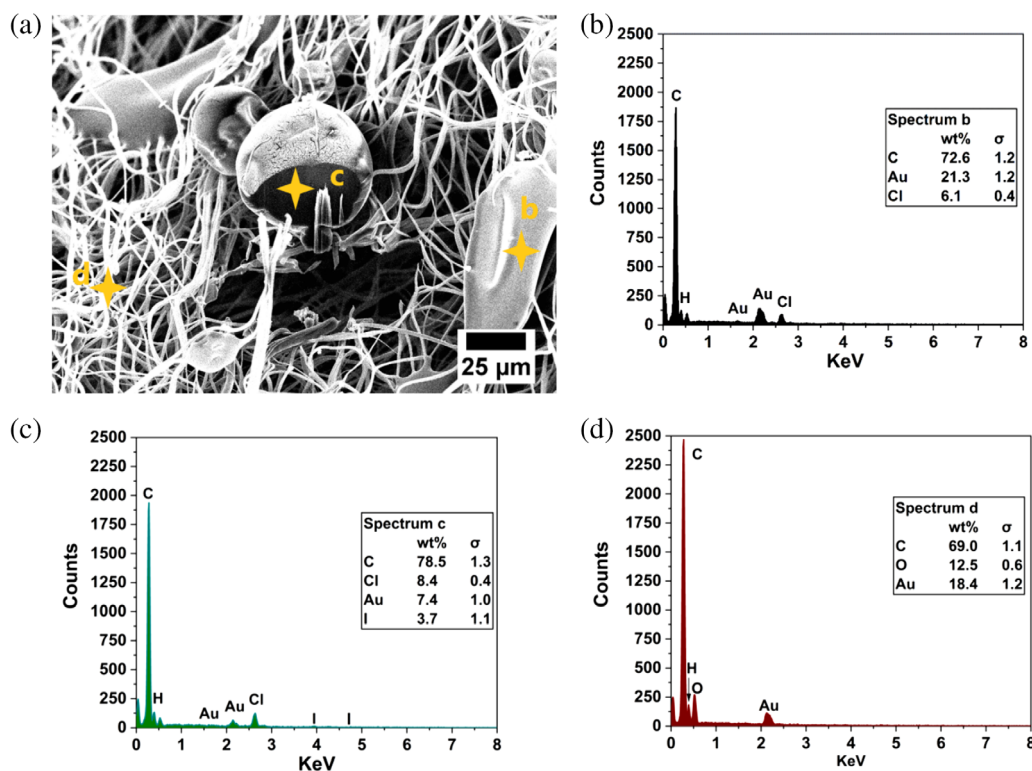 (a)
c
b
d
25 µm
(b)
2500
2250
2000
1750
1500
1250
1000
750
500
250
0
Counts
C
H
Au
Au
Cl
Spectrum b
wt% σ
C 72.6 1.2
Au 21.3 1.2
Cl 6.1 0.4
0 1 2 3 4 5 6 7 8
KeV
(c)
2500
2250
2000
1750
1500
1250
1000
750
500
250
0
Counts
C
H
Au
Au
Cl
I
I
Spectrum c
wt% σ
C 78.5 1.3
Cl 8.4 0.4
Au 7.4 1.0
I 3.7 1.1
0 1 2 3 4 5 6 7 8
KeV
(d)
2500
2250
2000
1750
1500
1250
1000
750
500
250
0
Counts
C
H
O
Au
Spectrum d
wt% σ
C 69.0 1.1
O 12.5 0.6
Au 18.4 1.2
0 1 2 3 4 5 6 7 8
KeV